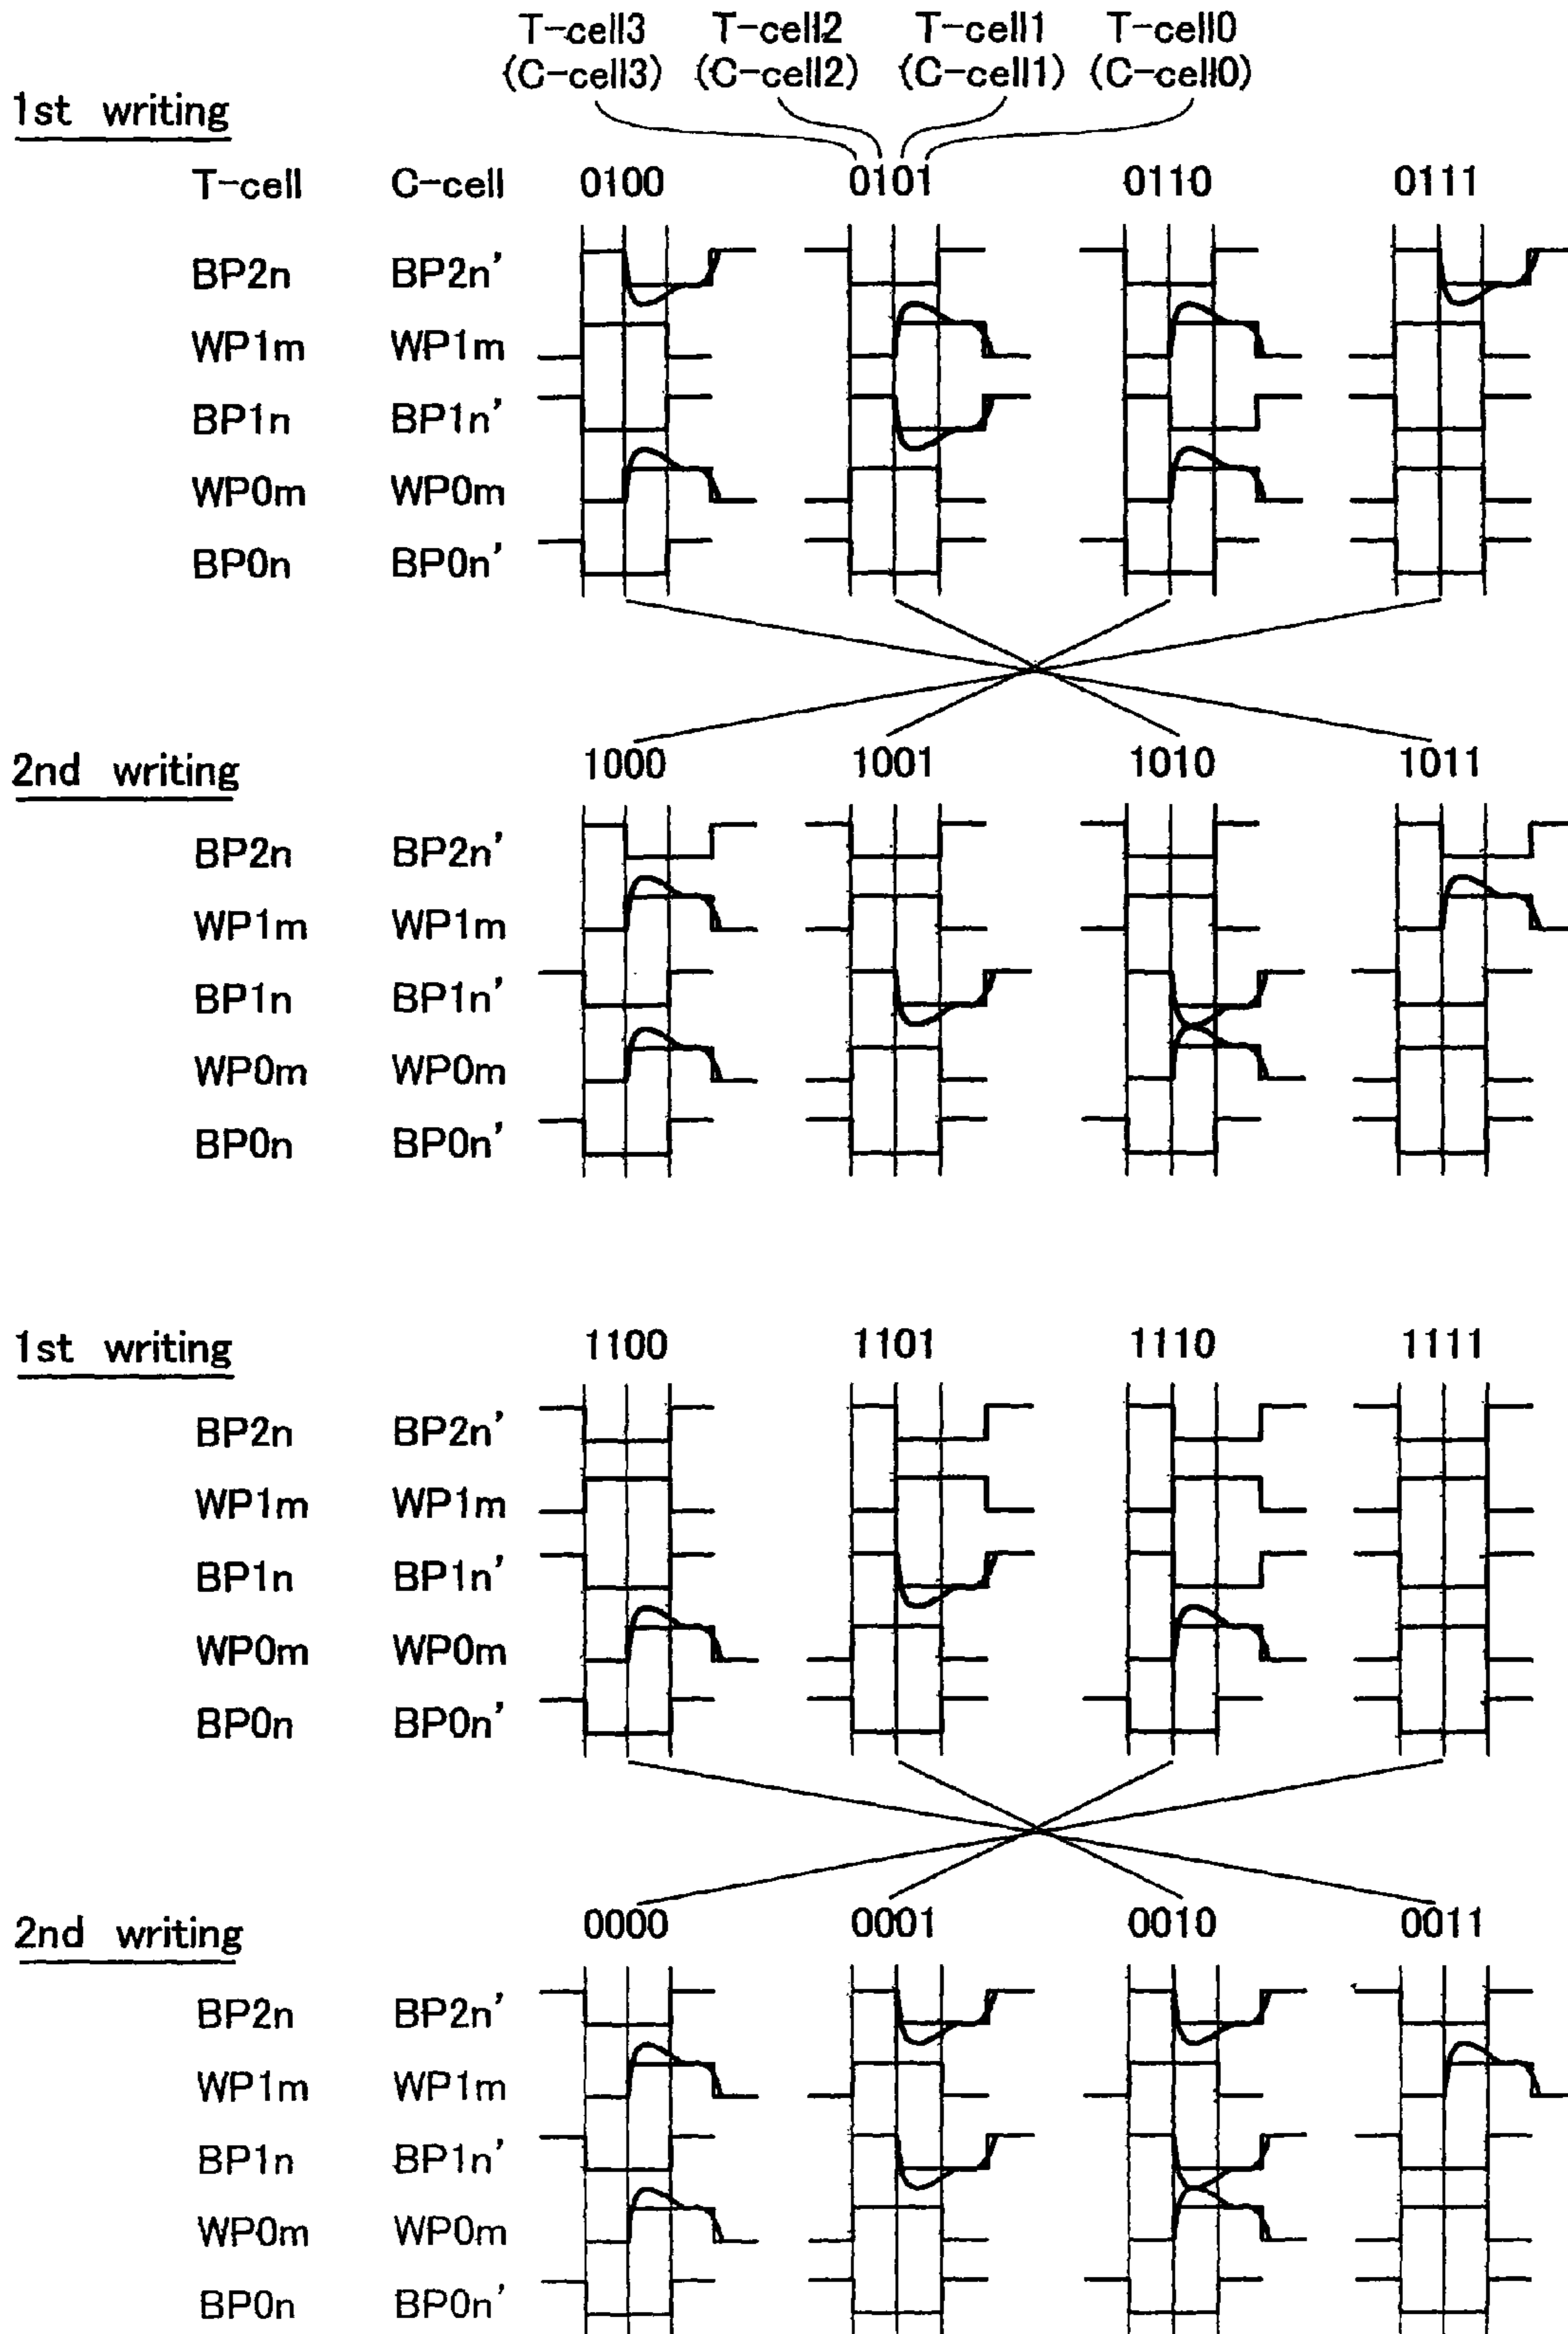 T-cell3 T-cell2 T-cell1 T-cell0
(C-cell3) (C-cell2) (C-cell1) (C-cell0)
1st writing
T-cell C-cell 0100 0101 0110 0111
BP2n BP2n'
WP1m WP1m
BP1n BP1n'
WP0m WP0m
BP0n BP0n'
2nd writing 1000 1001 1010 1011
BP2n BP2n'
WP1m WP1m
BP1n BP1n'
WP0m WP0m
BP0n BP0n'
1st writing 1100 1101 1110 1111
BP2n BP2n'
WP1m WP1m
BP1n BP1n'
WP0m WP0m
BP0n BP0n'
2nd writing 0000 0001 0010 0011
BP2n BP2n'
WP1m WP1m
BP1n BP1n'
WP0m WP0m
BP0n BP0n'